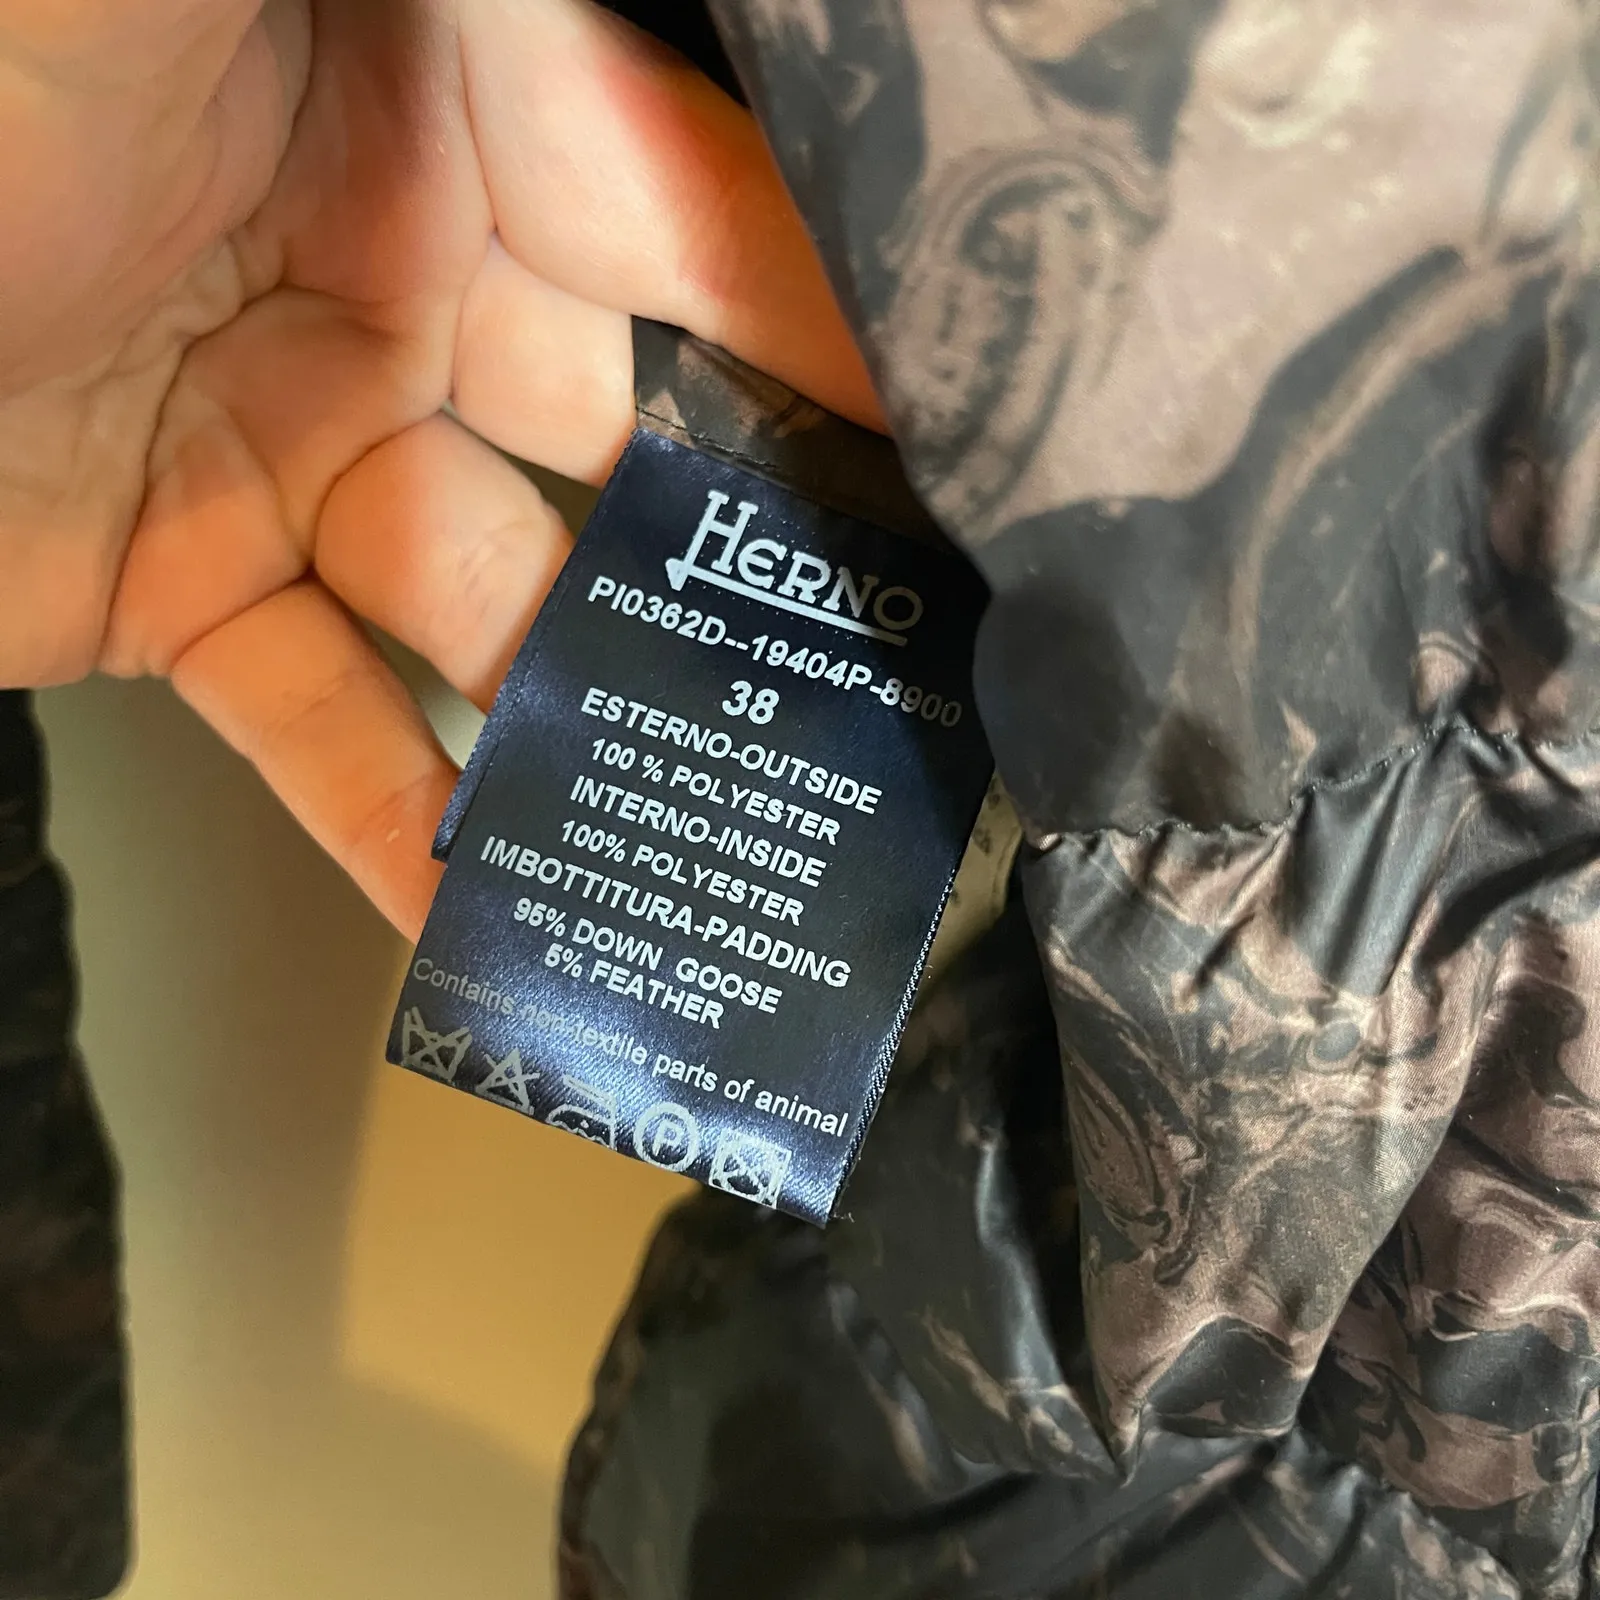 HERNO
PI0362D--19404P-8900
38
ESTERNO-OUTSIDE
100 % POLYESTER
INTERNO-INSIDE
100% POLYESTER
IMBOTTITURA-PADDING
95% DOWN GOOSE
5% FEATHER
Contains non-textile parts of animal
P